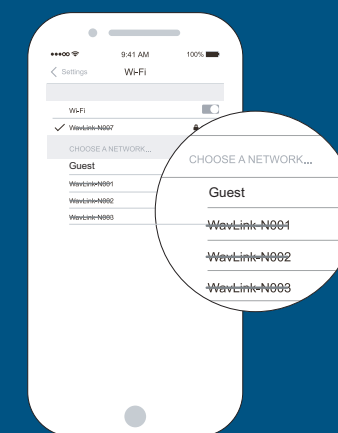 9:41 AM 100%
Settings Wi-Fi
Wi-Fi
WavLink-N007
CHOOSE A NETWORK...
Guest
WavLink-N001
WavLink-N002
WavLink-N003
CHOOSE A NETWORK...
Guest
WavLink-N001
WavLink-N002
WavLink-N003